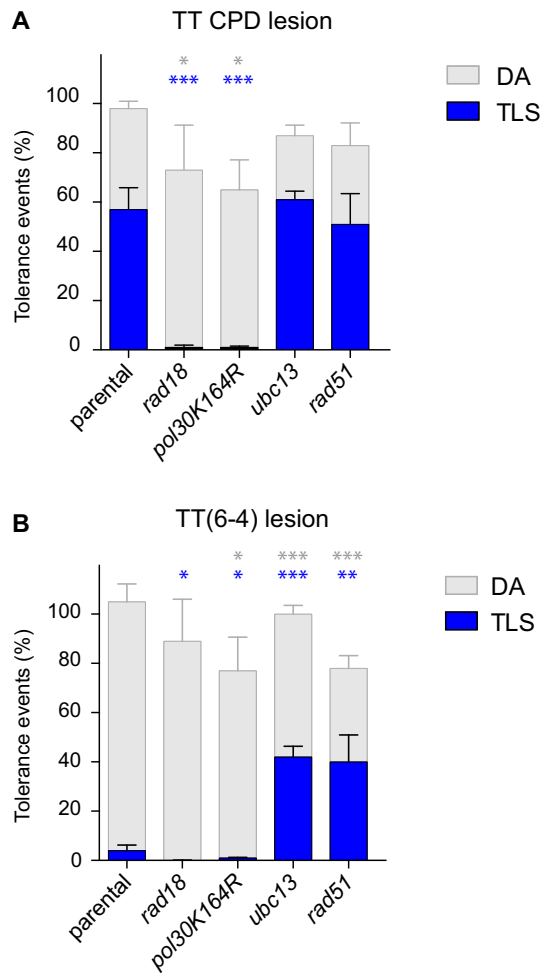 A
TT CPD lesion
* *
*** ***
DA
TLS
Tolerance events (%)
100
80
60
40
20
0
parental
rad18
pol30K164R
ubc13
rad51
B
TT(6-4) lesion
* *** ***
* * *** **
DA
TLS
Tolerance events (%)
100
80
60
40
20
0
parental
rad18
pol30K164R
ubc13
rad51